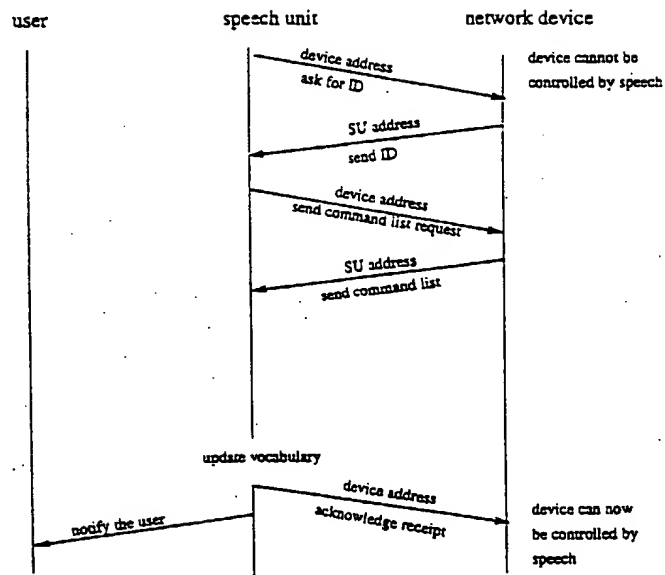 user speech unit network device
device address
ask for ID
device cannot be
controlled by speech
SU address
send ID
device address
send command list request
SU address
send command list
update vocabulary
device address
acknowledge receipt
notify the user
device can now
be controlled by
speech